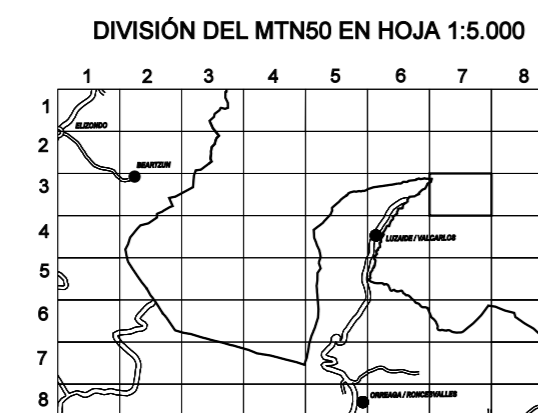 DIVISIÓN DEL MTN50 EN HOJA 1:5.000
1 2 3 4 5 6 7 8
1
ELIZONDO
2
BEARTZUN
3
4
LUZAIDE / VALCARLOS
5
6
7
8
ORREAGA / RONCESVALLES